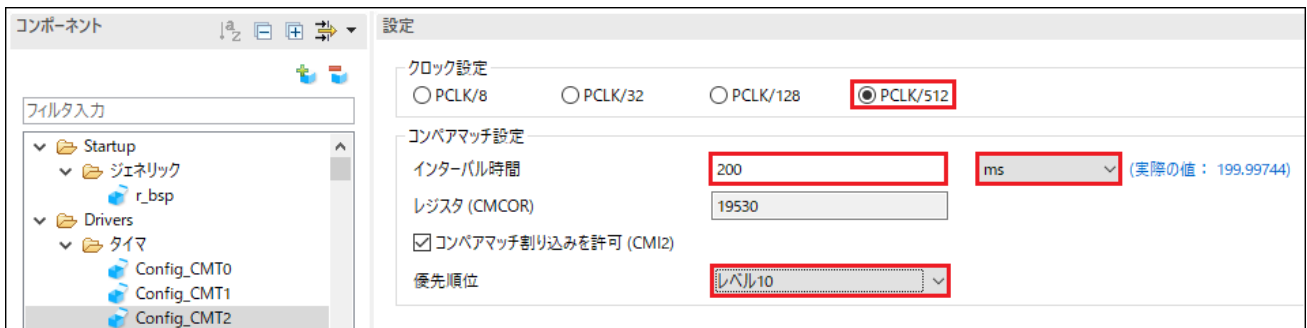 コンポーネント
設定
フィルタ入力
Startup
ジェネリック
r_bsp
Drivers
タイマ
Config_CMT0
Config_CMT1
Config_CMT2
クロック設定
PCLK/8 PCLK/32 PCLK/128 PCLK/512
コンペアマッチ設定
インターバル時間 200 ms (実際の値： 199.99744)
レジスタ (CMCOR) 19530
コンペアマッチ割り込みを許可 (CMI2)
優先順位 レベル10